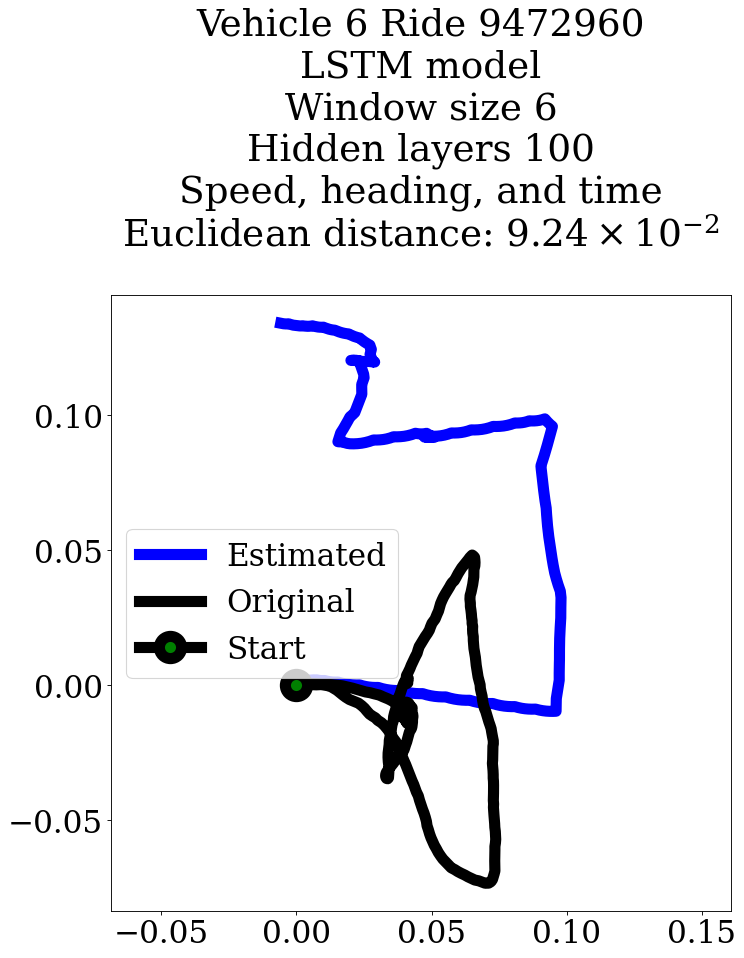 Vehicle 6 Ride 9472960
LSTM model
Window size 6
Hidden layers 100
Speed, heading, and time
Euclidean distance: 9.24 × 10⁻²
0.10
0.05
0.00
−0.05
Estimated
Original
Start
−0.05 0.00 0.05 0.10 0.15